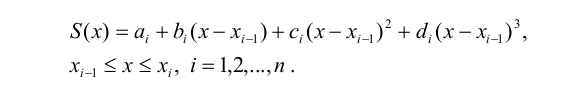 S(x) = a_i + b_i(x − x_{i−1}) + c_i(x − x_{i−1})² + d_i(x − x_{i−1})³,
x_{i−1} ≤ x ≤ x_i, i = 1,2,...,n .